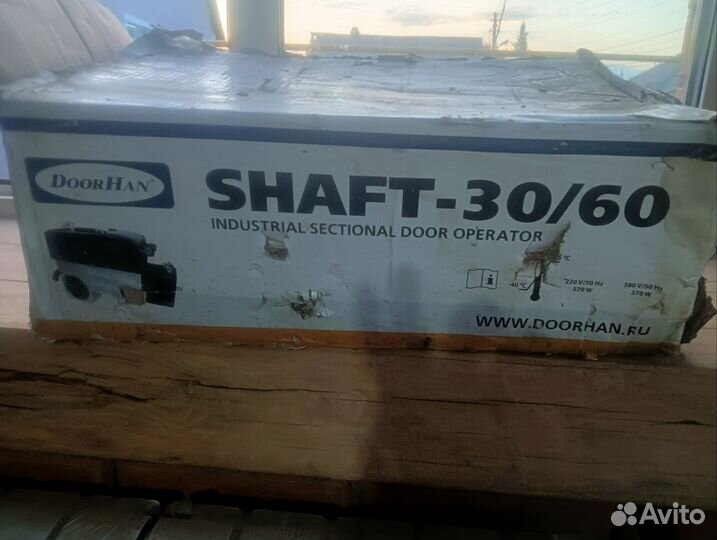 DOORHAN®
SHAFT-30/60
INDUSTRIAL SECTIONAL DOOR OPERATOR
°C
-40 °C
220 V/50 Hz
370 W
380 V/50 Hz
370 W
WWW.DOORHAN.RU
Avito